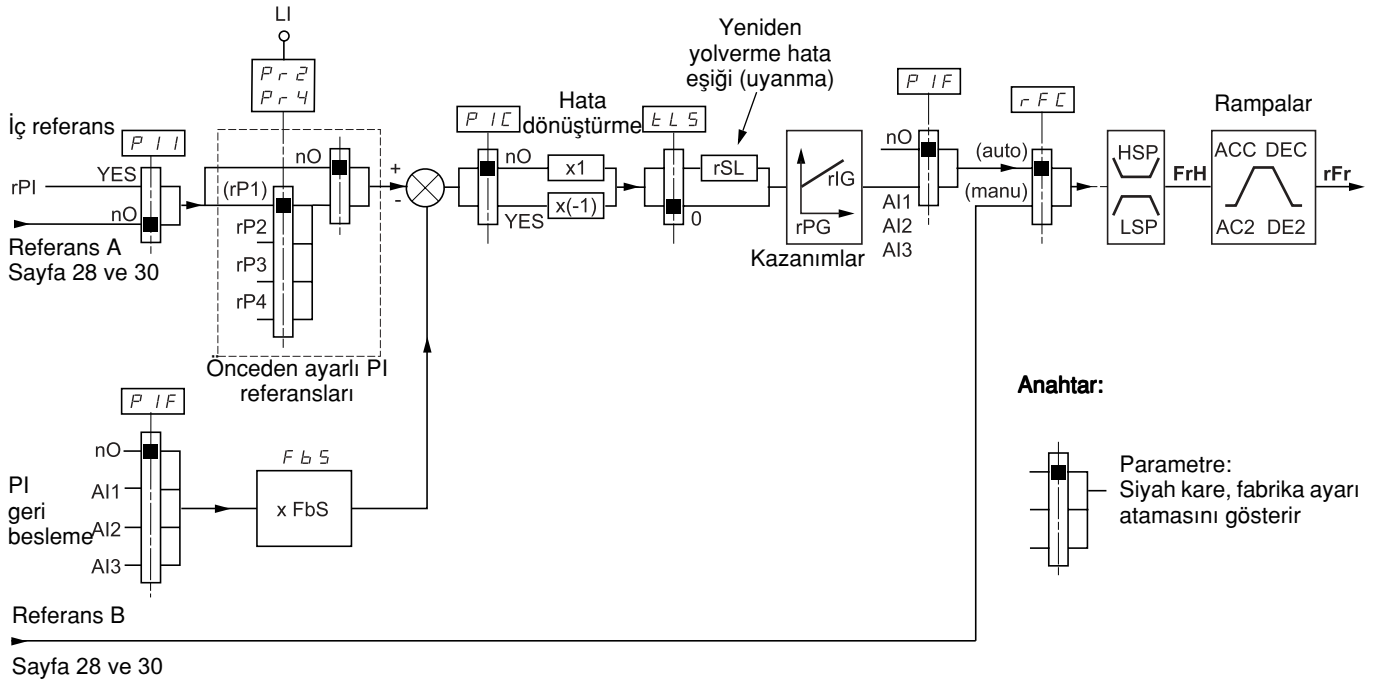 LI
Pr2
Pr4
İç referans
PII
rPI
YES
nO
Referans A
Sayfa 28 ve 30
(rP1)
rP2
rP3
rP4
nO
Önceden ayarlı PI
referansları
+
-
PIC
Hata
dönüştürme
nO
x1
YES
x(-1)
tLS
Yeniden
yolverme hata
eşiği (uyanma)
rSL
0
rIG
rPG
Kazanımlar
PIF
nO
AI1
AI2
AI3
(auto)
(manu)
rFC
HSP
LSP
FrH
Rampalar
ACC DEC
AC2 DE2
rFr
PIF
nO
AI1
AI2
AI3
PI
geri
besleme
FbS
x FbS
Anahtar:
Parametre:
Siyah kare, fabrika ayarı
atamasını gösterir
Referans B
Sayfa 28 ve 30